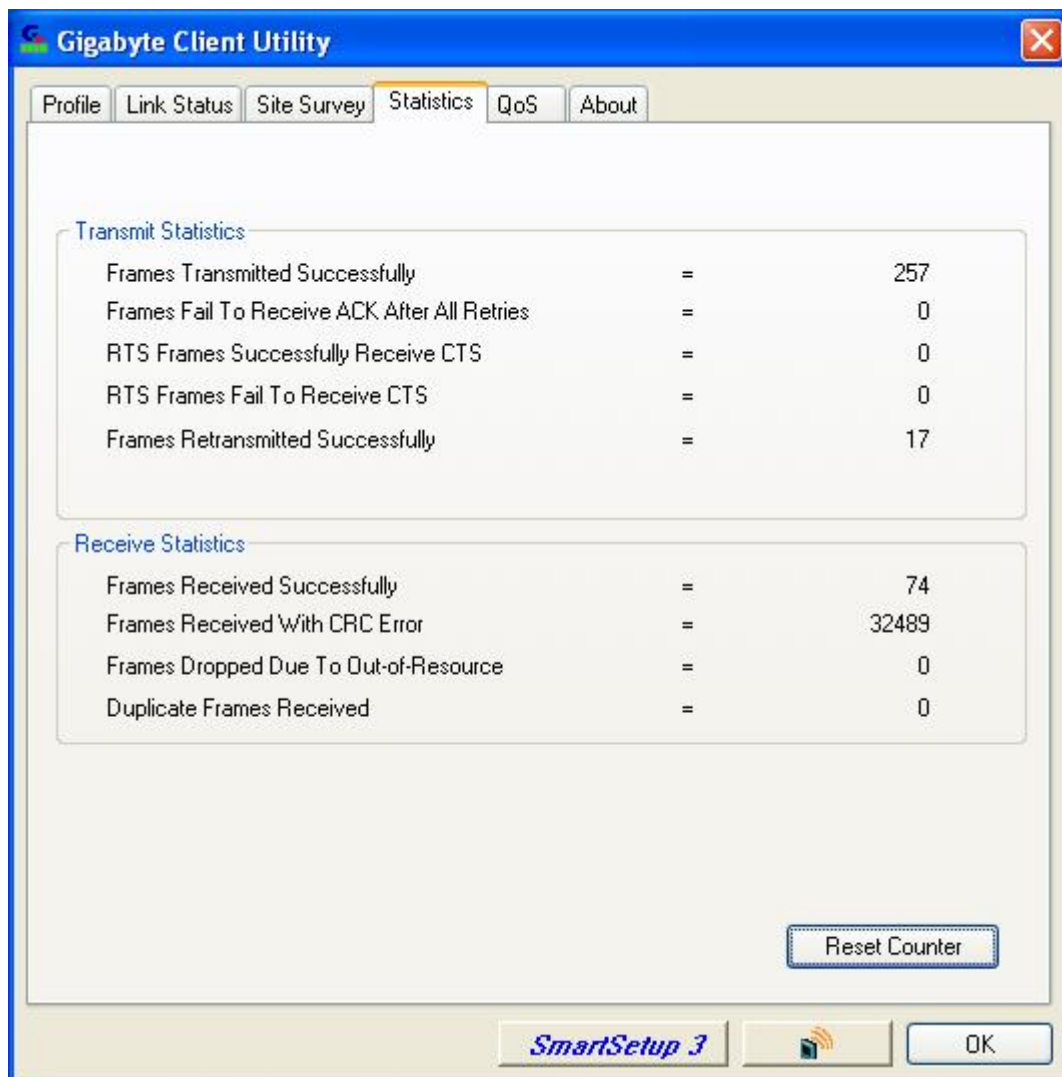 Gigabyte Client Utility
Profile Link Status Site Survey Statistics QoS About
Transmit Statistics
Frames Transmitted Successfully = 257
Frames Fail To Receive ACK After All Retries = 0
RTS Frames Successfully Receive CTS = 0
RTS Frames Fail To Receive CTS = 0
Frames Retransmitted Successfully = 17
Receive Statistics
Frames Received Successfully = 74
Frames Received With CRC Error = 32489
Frames Dropped Due To Out-of-Resource = 0
Duplicate Frames Received = 0
Reset Counter
SmartSetup 3 OK